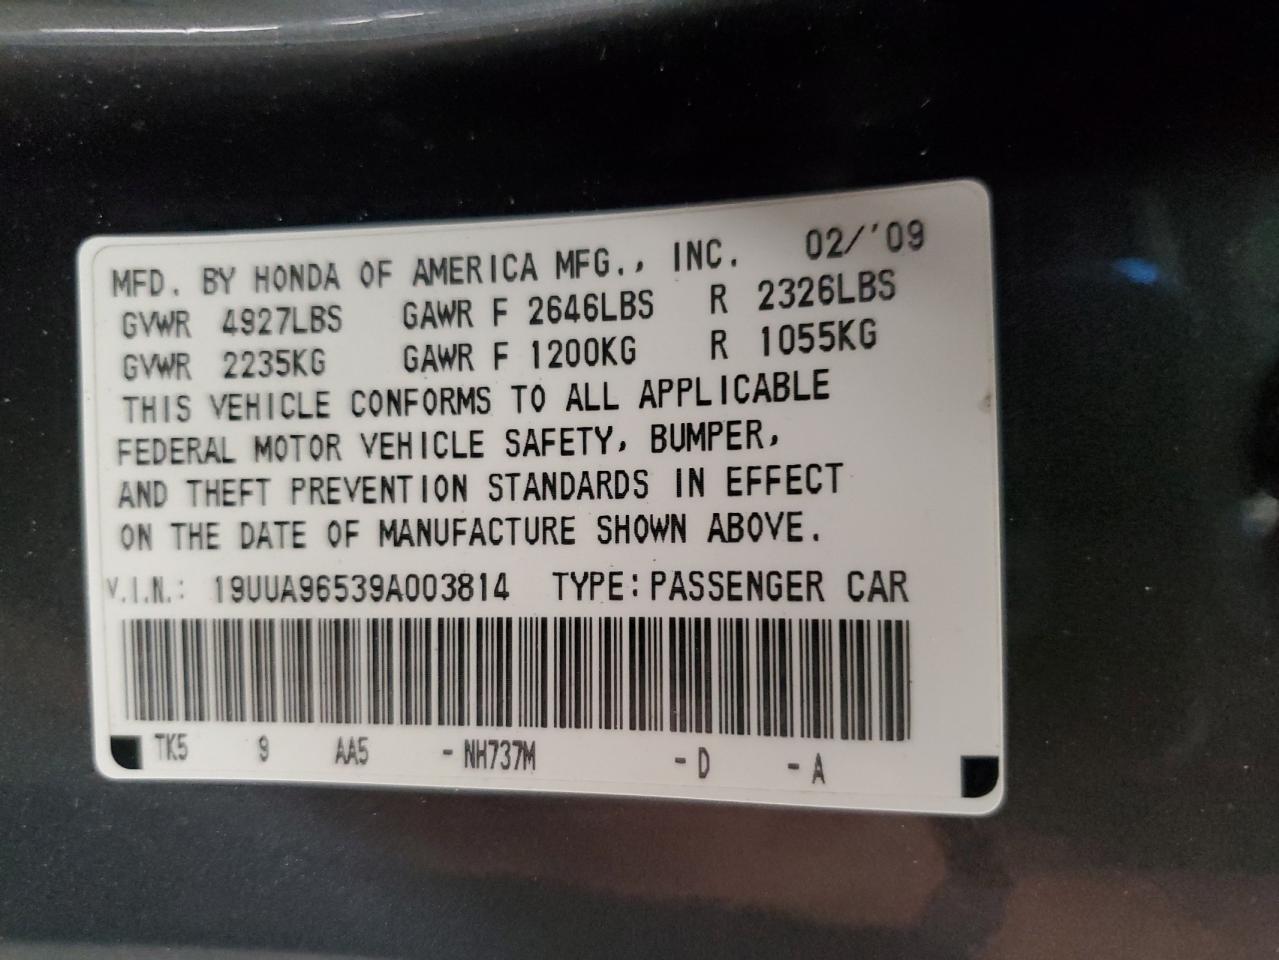 MFD. BY HONDA OF AMERICA MFG., INC. 02/'09
GVWR 4927LBS GAWR F 2646LBS R 2326LBS
GVWR 2235KG GAWR F 1200KG R 1055KG
THIS VEHICLE CONFORMS TO ALL APPLICABLE
FEDERAL MOTOR VEHICLE SAFETY, BUMPER,
AND THEFT PREVENTION STANDARDS IN EFFECT
ON THE DATE OF MANUFACTURE SHOWN ABOVE.
V.I.N.: 19UUA96539A003814 TYPE:PASSENGER CAR
TK5 9 AA5 -NH737M -D -A